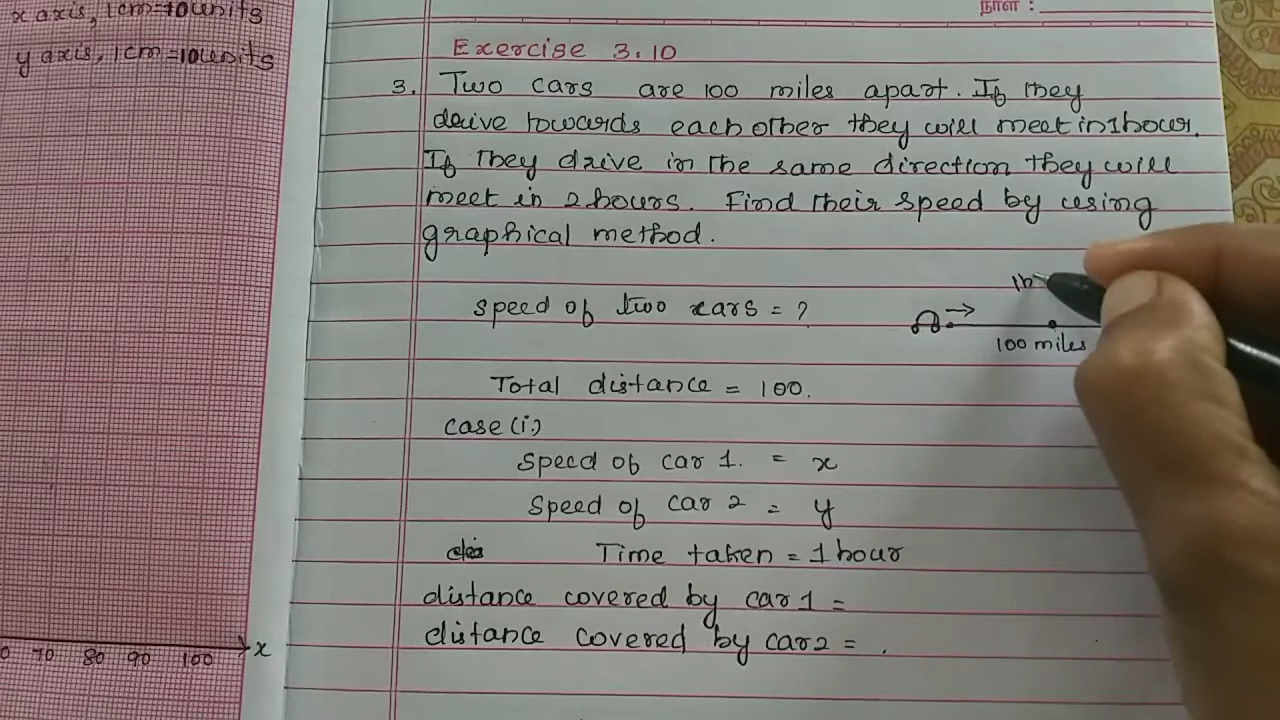 x axis, 1cm=10units
y axis, 1cm=10units
நாள் :
Exercise 3.10
3. Two cars are 100 miles apart. If they
drive towards each other they will meet in 1 hour.
If they drive in the same direction they will
meet in 2 hours. Find their speed by using
graphical method.
speed of two cars = ?
100 miles
Total distance = 100.
case (i)
Speed of car 1. = x
Speed of car 2 = y
Time taken = 1 hour
distance covered by car 1 =
distance covered by car 2 = .
0 70 80 90 100 x